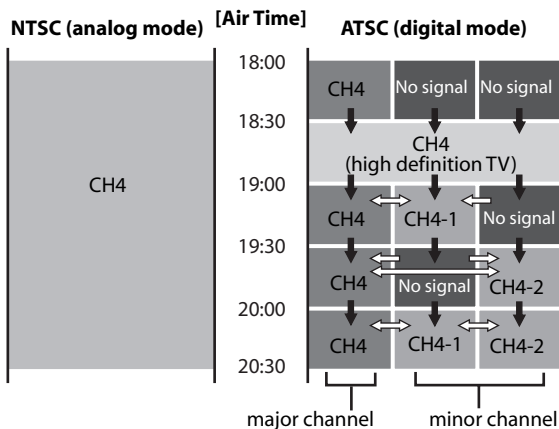 NTSC (analog mode) [Air Time] ATSC (digital mode)
18:00
CH4 No signal No signal
18:30
CH4
(high definition TV)
CH4
19:00
CH4 CH4-1 No signal
19:30
CH4 No signal CH4-2
20:00
CH4 CH4-1 CH4-2
20:30
major channel minor channel